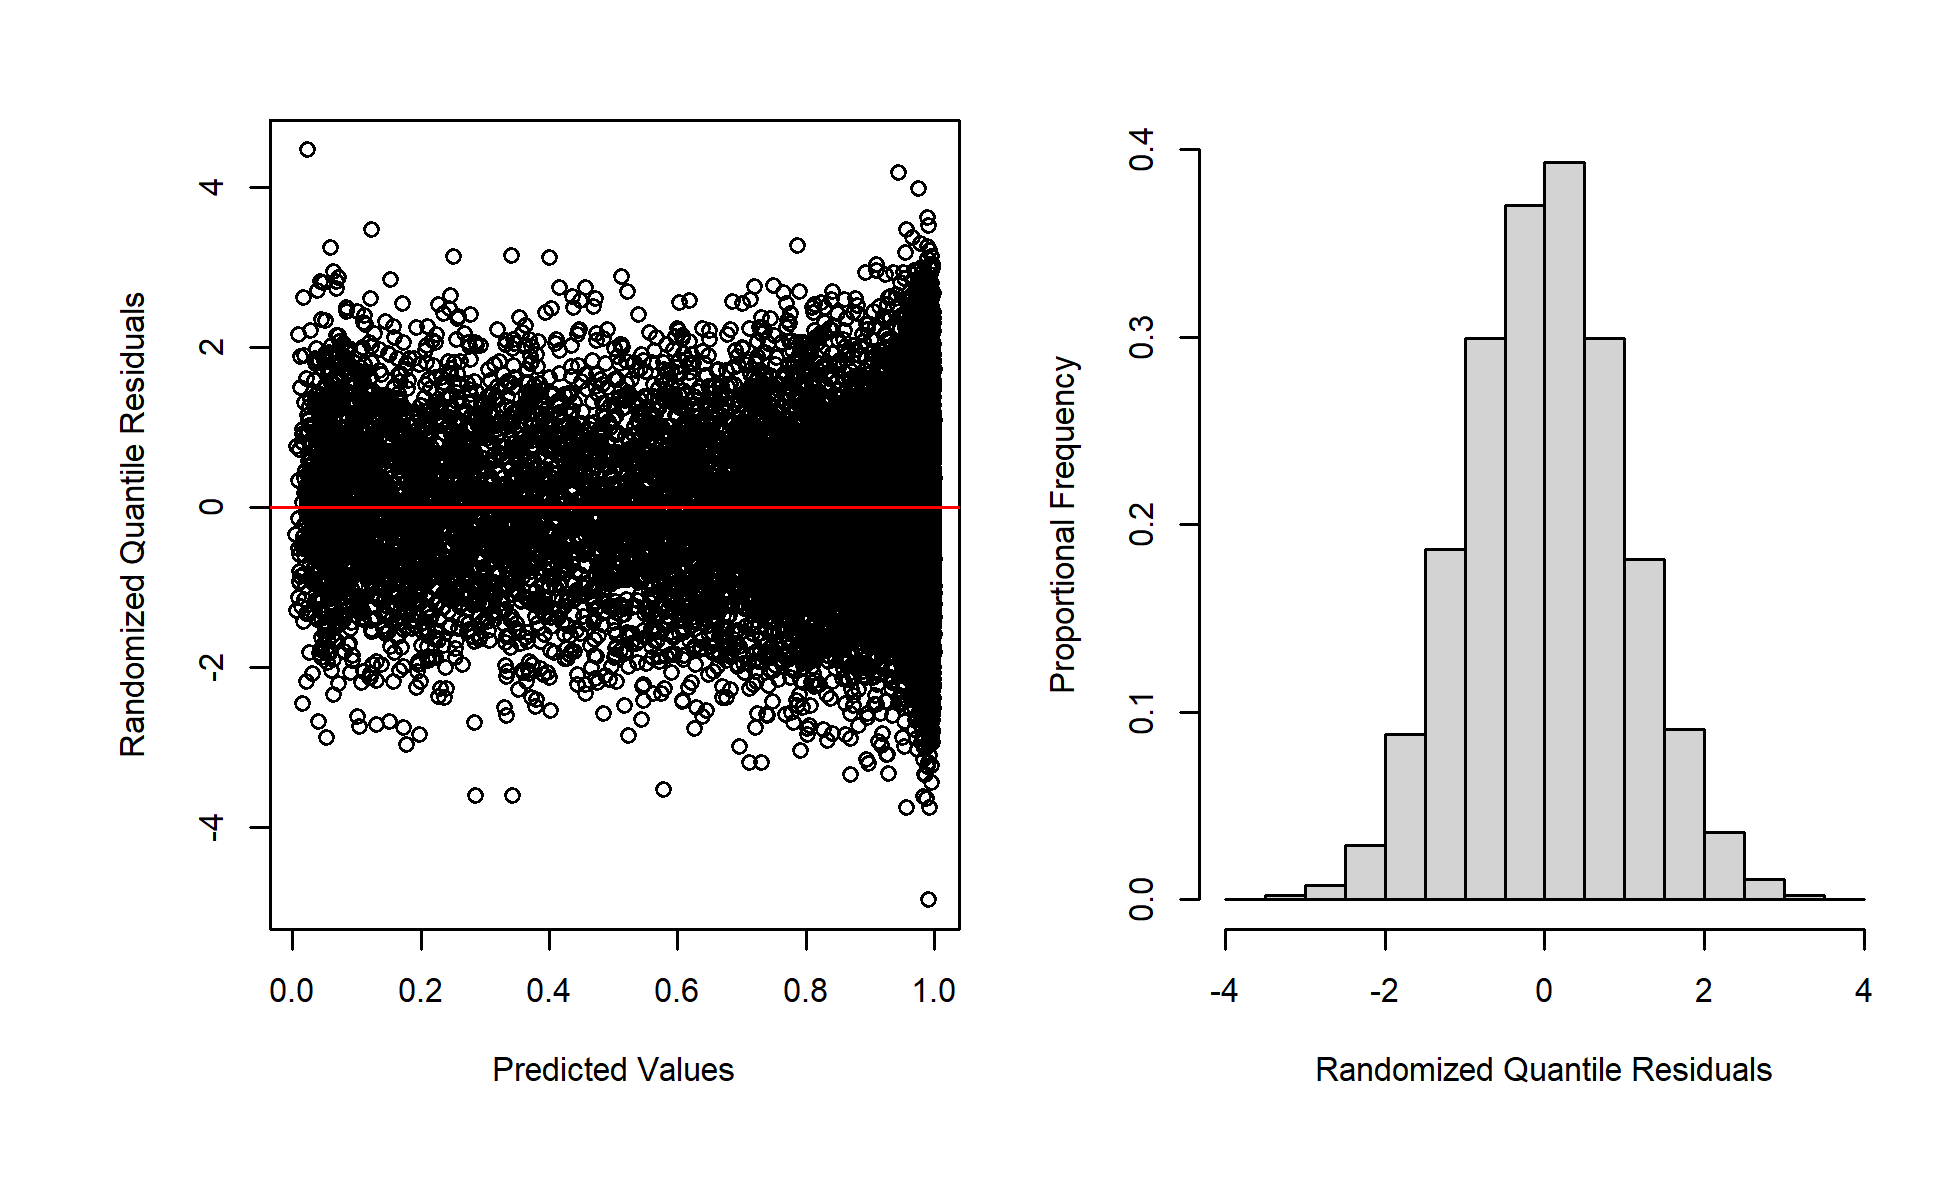 Randomized Quantile Residuals
4
2
0
-2
-4
0.0 0.2 0.4 0.6 0.8 1.0
Predicted Values
Proportional Frequency
0.4
0.3
0.2
0.1
0.0
-4 -2 0 2 4
Randomized Quantile Residuals